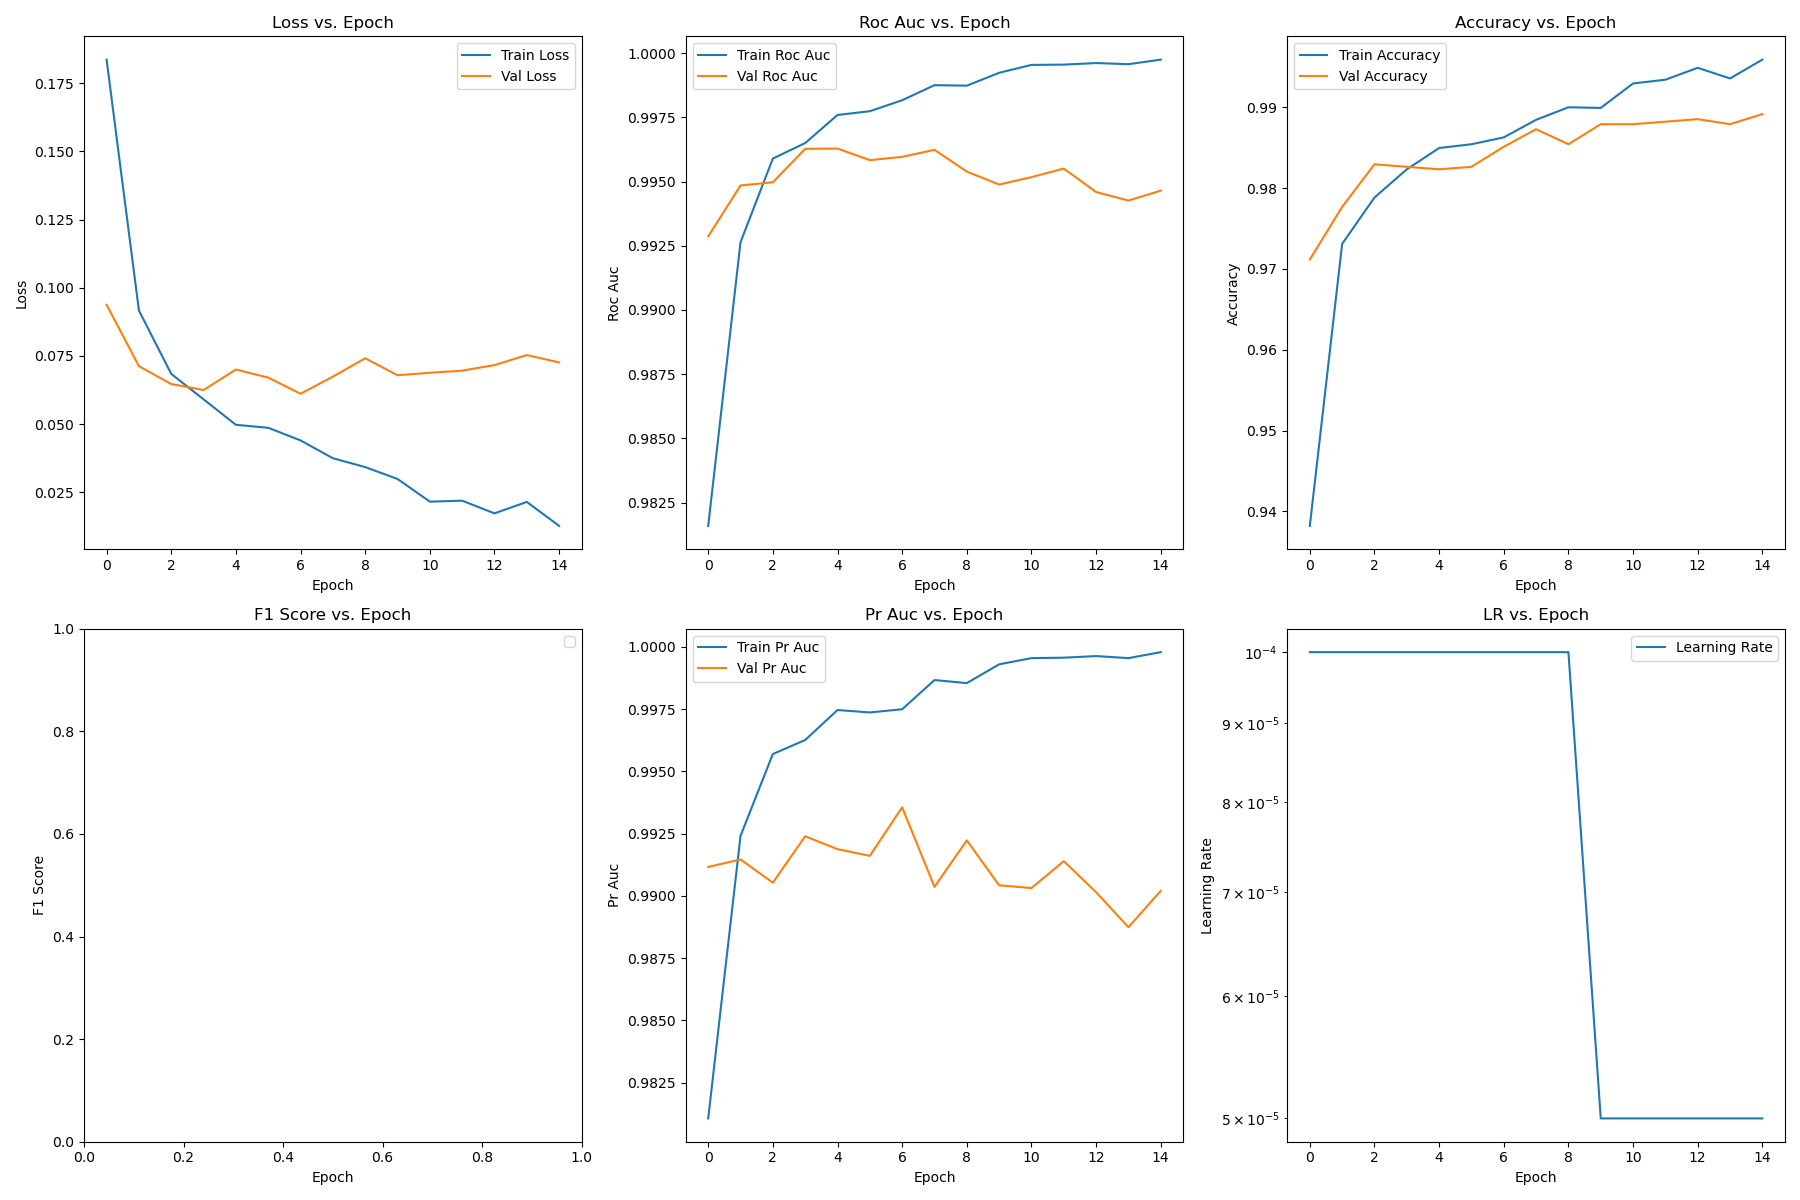 Loss vs. Epoch
Train Loss
Val Loss
0.175
0.150
0.125
0.100
0.075
0.050
0.025
Loss
0 2 4 6 8 10 12 14
Epoch
Roc Auc vs. Epoch
Train Roc Auc
Val Roc Auc
1.0000
0.9975
0.9950
0.9925
0.9900
0.9875
0.9850
0.9825
Roc Auc
0 2 4 6 8 10 12 14
Epoch
Accuracy vs. Epoch
Train Accuracy
Val Accuracy
0.99
0.98
0.97
0.96
0.95
0.94
Accuracy
0 2 4 6 8 10 12 14
Epoch
F1 Score vs. Epoch
1.0
0.8
0.6
0.4
0.2
0.0
F1 Score
0.0 0.2 0.4 0.6 0.8 1.0
Epoch
Pr Auc vs. Epoch
Train Pr Auc
Val Pr Auc
1.0000
0.9975
0.9950
0.9925
0.9900
0.9875
0.9850
0.9825
Pr Auc
0 2 4 6 8 10 12 14
Epoch
LR vs. Epoch
Learning Rate
10⁻⁴
9 × 10⁻⁵
8 × 10⁻⁵
7 × 10⁻⁵
6 × 10⁻⁵
5 × 10⁻⁵
Learning Rate
0 2 4 6 8 10 12 14
Epoch